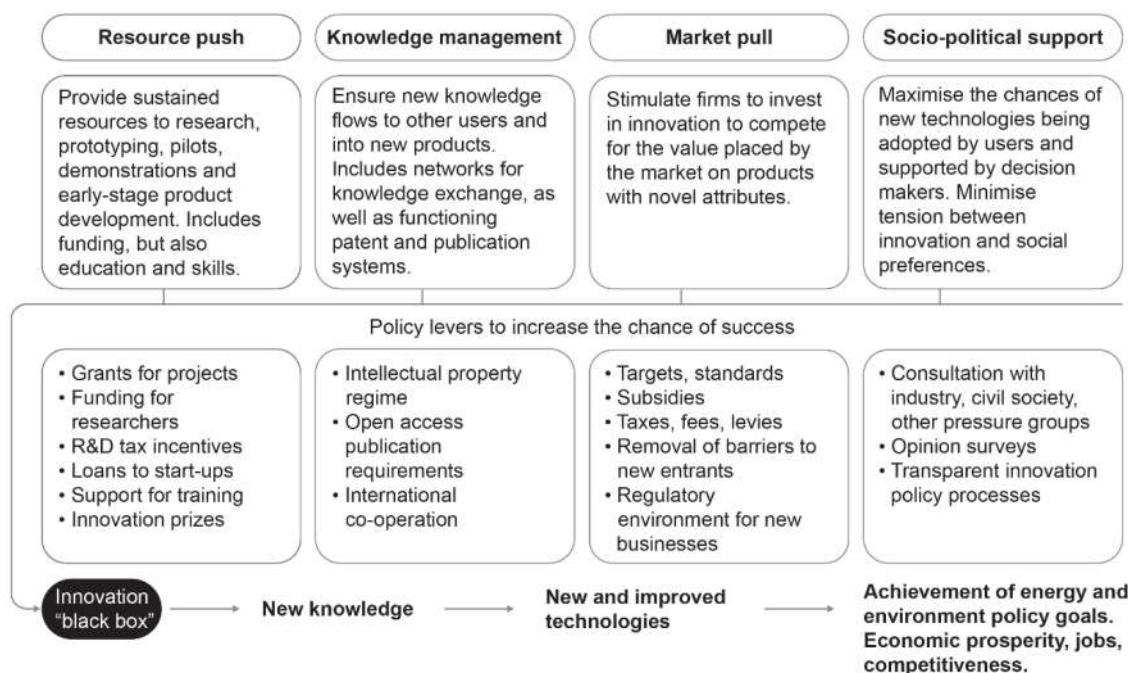 Resource push
Knowledge management
Market pull
Socio-political support
Provide sustained
resources to research,
prototyping, pilots,
demonstrations and
early-stage product
development. Includes
funding, but also
education and skills.
Ensure new knowledge
flows to other users and
into new products.
Includes networks for
knowledge exchange, as
well as functioning
patent and publication
systems.
Stimulate firms to invest
in innovation to compete
for the value placed by
the market on products
with novel attributes.
Maximise the chances of
new technologies being
adopted by users and
supported by decision
makers. Minimise
tension between
innovation and social
preferences.
Policy levers to increase the chance of success
• Grants for projects
• Funding for
researchers
• R&D tax incentives
• Loans to start-ups
• Support for training
• Innovation prizes
• Intellectual property
regime
• Open access
publication
requirements
• International
co-operation
• Targets, standards
• Subsidies
• Taxes, fees, levies
• Removal of barriers to
new entrants
• Regulatory
environment for new
businesses
• Consultation with
industry, civil society,
other pressure groups
• Opinion surveys
• Transparent innovation
policy processes
Innovation
"black box"
New knowledge
New and improved
technologies
Achievement of energy and
environment policy goals.
Economic prosperity, jobs,
competitiveness.